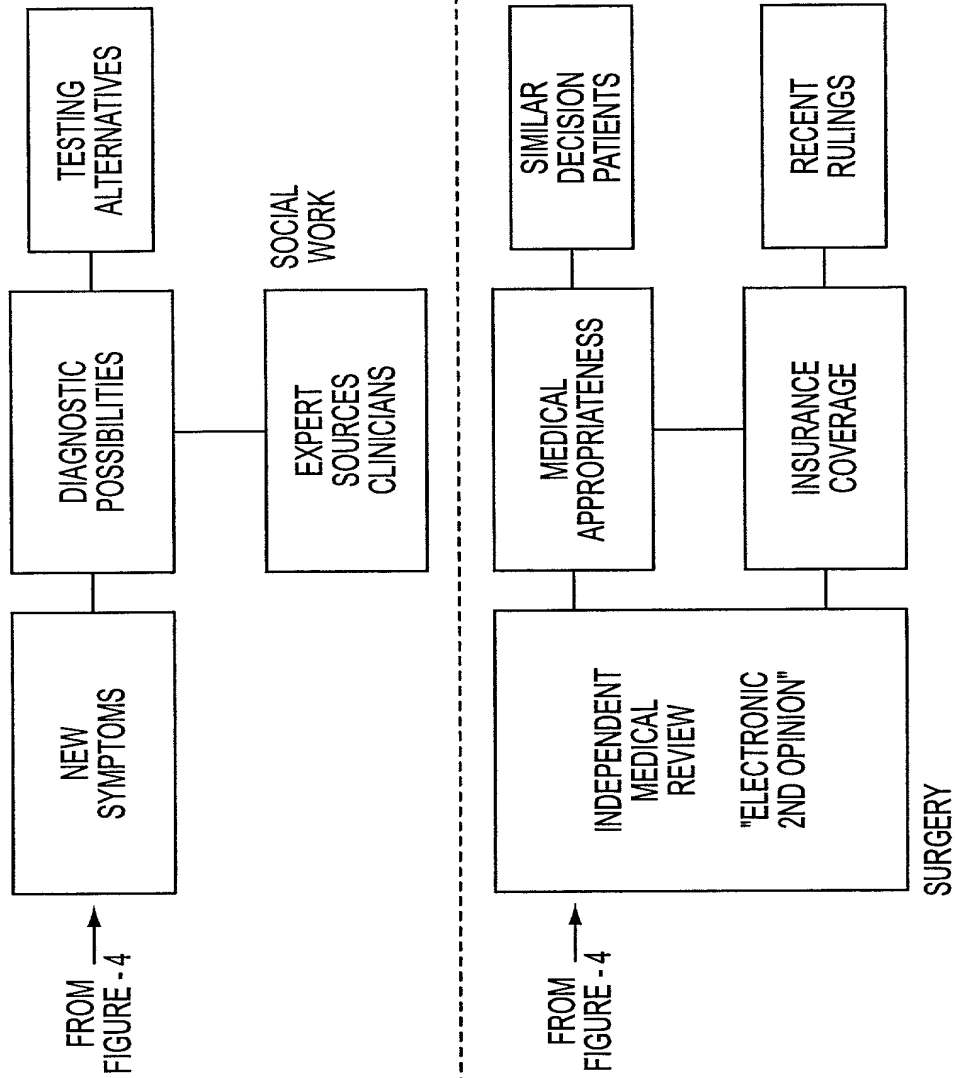 FROM
FIGURE - 4
NEW
SYMPTOMS
DIAGNOSTIC
POSSIBILITIES
TESTING
ALTERNATIVES
EXPERT
SOURCES
CLINICIANS
SOCIAL
WORK
FROM
FIGURE - 4
INDEPENDENT
MEDICAL
REVIEW
"ELECTRONIC
2ND OPINION"
SURGERY
MEDICAL
APPROPRIATENESS
SIMILAR
DECISION
PATIENTS
INSURANCE
COVERAGE
RECENT
RULINGS